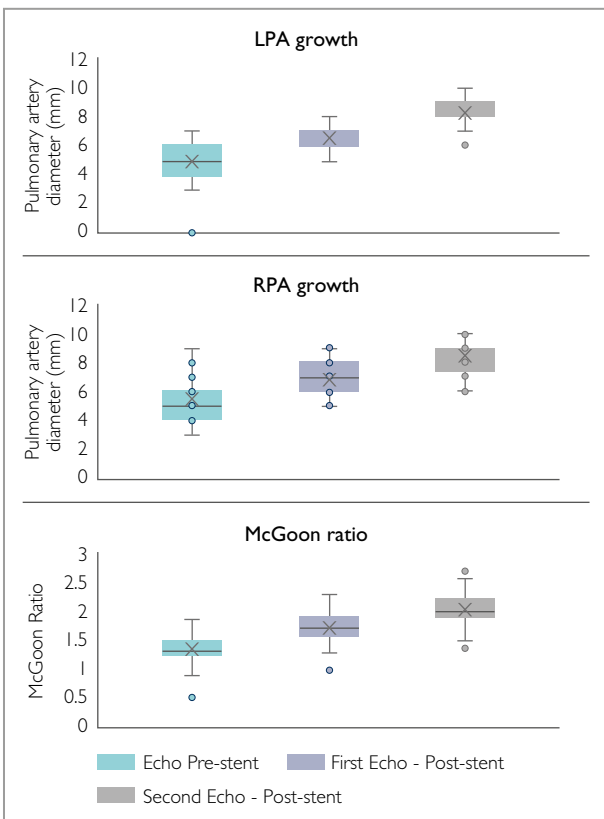 LPA growth
Pulmonary artery
diameter (mm)
12
10
8
6
4
2
0
RPA growth
Pulmonary artery
diameter (mm)
12
10
8
6
4
2
0
McGoon ratio
McGoon Ratio
3
2.5
2
1.5
1
0.5
0
Echo Pre-stent
First Echo - Post-stent
Second Echo - Post-stent